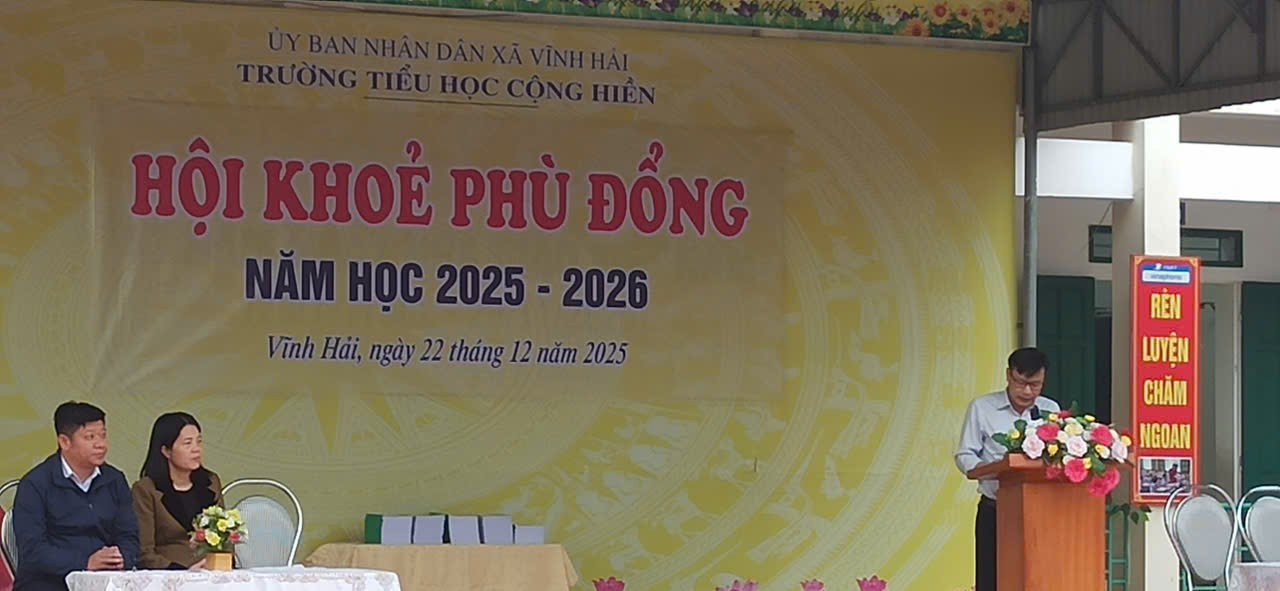 ỦY BAN NHÂN DÂN XÃ VĨNH HẢI
TRƯỜNG TIỂU HỌC CỘNG HIỀN
HỘI KHOẺ PHÙ ĐỔNG
NĂM HỌC 2025 - 2026
Vĩnh Hải, ngày 22 tháng 12 năm 2025
vinaphone
RÈN
LUYỆN
CHĂM
NGOAN